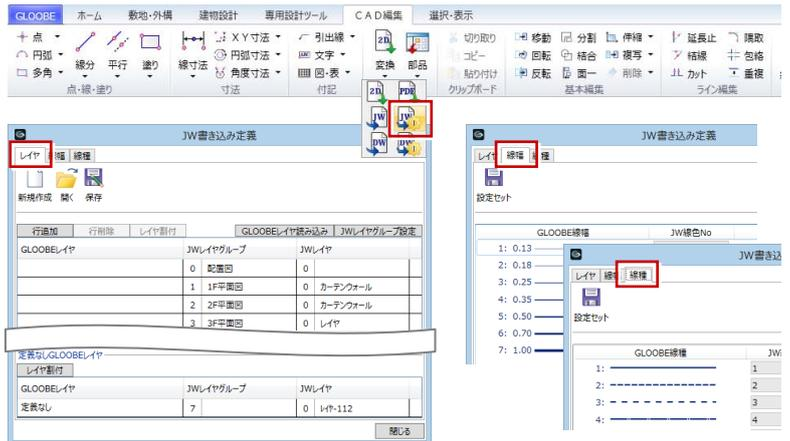 GLOOBE ホーム 敷地・外構 建物設計 専用設計ツール CAD編集 選択・表示
点 XY寸法 引出線 切り取り 移動 分割 伸縮 延長止 隅取
円弧 線分 平行 塗り 線寸法 円弧寸法 文字 変換 部品 コピー 回転 結合 複写 結線 包絡
多角 角度寸法 図・表 貼り付け 反転 面一 削除 カット 重複
点・線・塗り 寸法 付記 クリップボード 基本編集 ライン編集
2D PDF
JW JW
DW DW
JW書き込み定義
レイヤ 線幅 線種
新規作成 開く 保存
行追加 行削除 レイヤ割付 GLOOBEレイヤ読み込み JWレイヤグループ設定
GLOOBEレイヤ JWレイヤグループ JWレイヤ
0 配置図 0
1 1F平面図 0 カーテンウォール
2 2F平面図 0 カーテンウォール
3 3F平面図 0 レイヤ
定義なしGLOOBEレイヤ
レイヤ割付
GLOOBEレイヤ JWレイヤグループ JWレイヤ
定義なし 7 0 レイヤ-112
閉じる
JW書き込み定義
レイヤ 線幅 線種
設定セット
GLOOBE線幅 JW線色No
1: 0.13
2: 0.18
3: 0.25
4: 0.35
5: 0.50
6: 0.70
7: 1.00
JW書き込
レイヤ 線幅 線種
設定セット
GLOOBE線種 JW
1: 1
2: 2
3: 3
4: 4